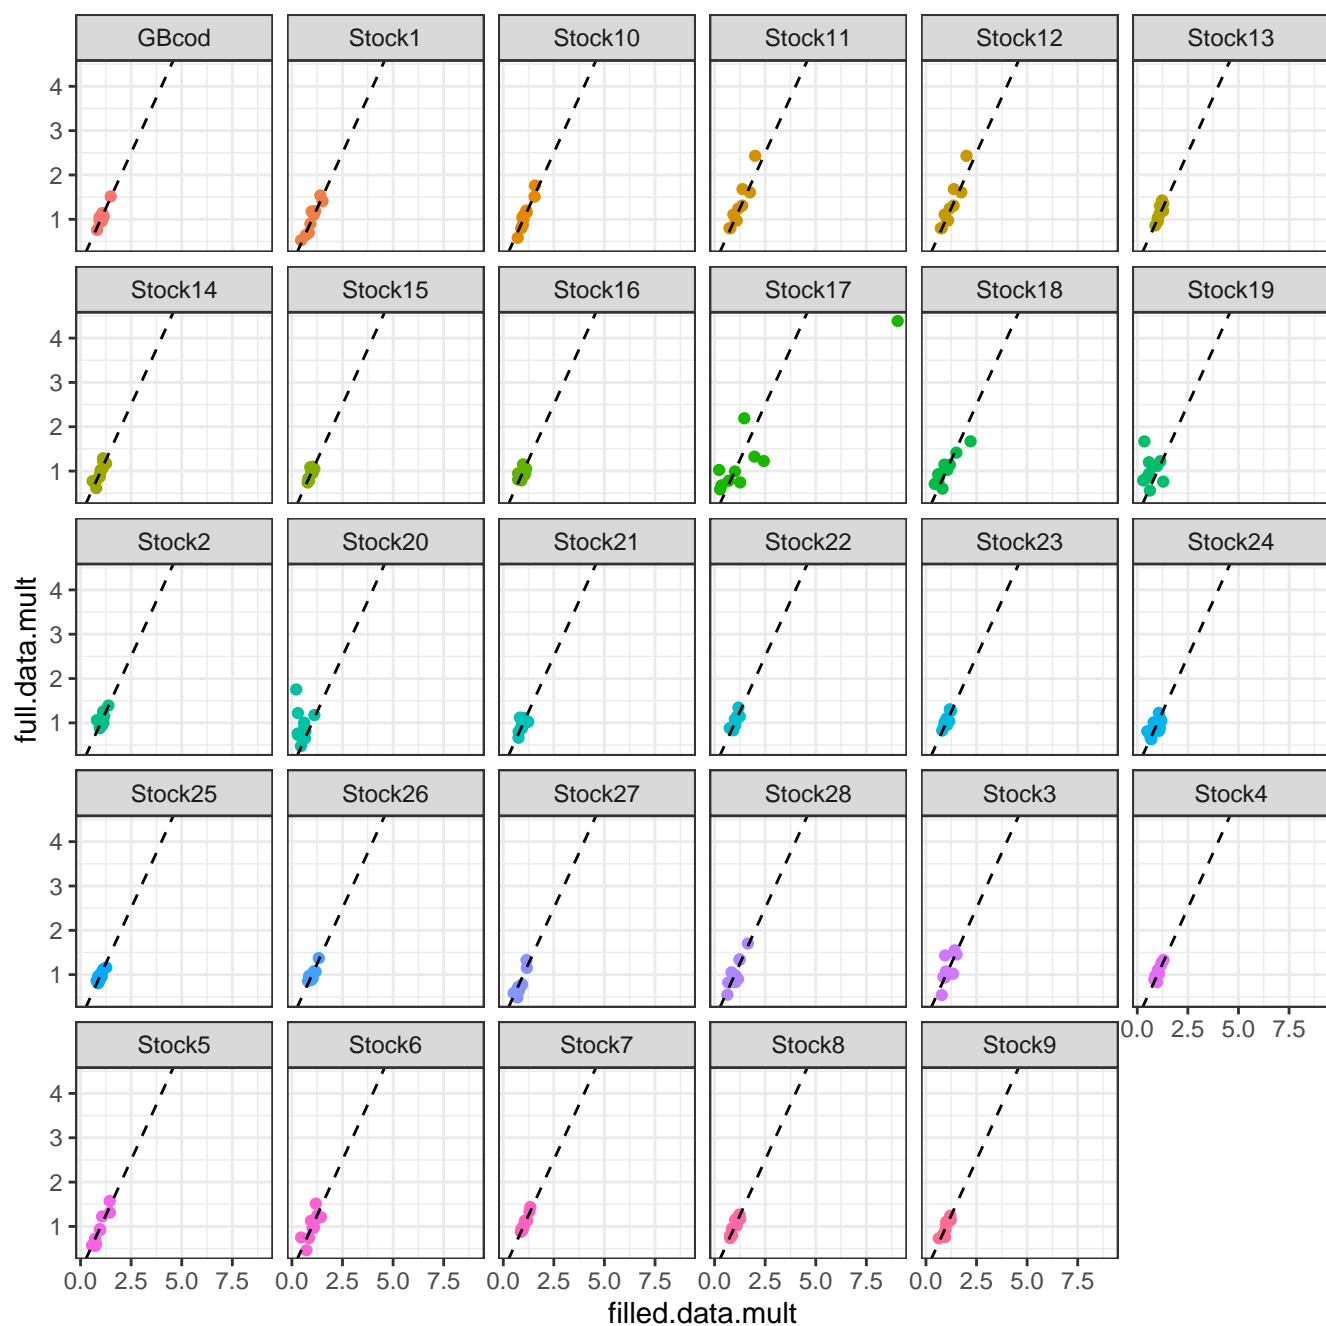 GBcod Stock1 Stock10 Stock11 Stock12 Stock13
4
3
2
1
Stock14 Stock15 Stock16 Stock17 Stock18 Stock19
4
3
2
1
Stock2 Stock20 Stock21 Stock22 Stock23 Stock24
4
3
2
1
full.data.mult
Stock25 Stock26 Stock27 Stock28 Stock3 Stock4
4
3
2
1
0.0 2.5 5.0 7.5
Stock5 Stock6 Stock7 Stock8 Stock9
4
3
2
1
0.0 2.5 5.0 7.5 0.0 2.5 5.0 7.5 0.0 2.5 5.0 7.5 0.0 2.5 5.0 7.5 0.0 2.5 5.0 7.5
filled.data.mult